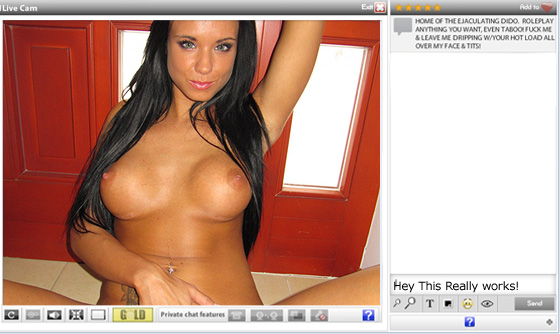 Live Cam
Exit
Add to
HOME OF THE EJACULATING DIDO. ROLEPLAY
ANYTHING YOU WANT, EVEN TABOO! FUCK ME
& LEAVE ME DRIPPING W/YOUR HOT LOAD ALL
OVER MY FACE & TITS!
Hey This Really works!
T
Send
GOLD
Private chat features
?
?